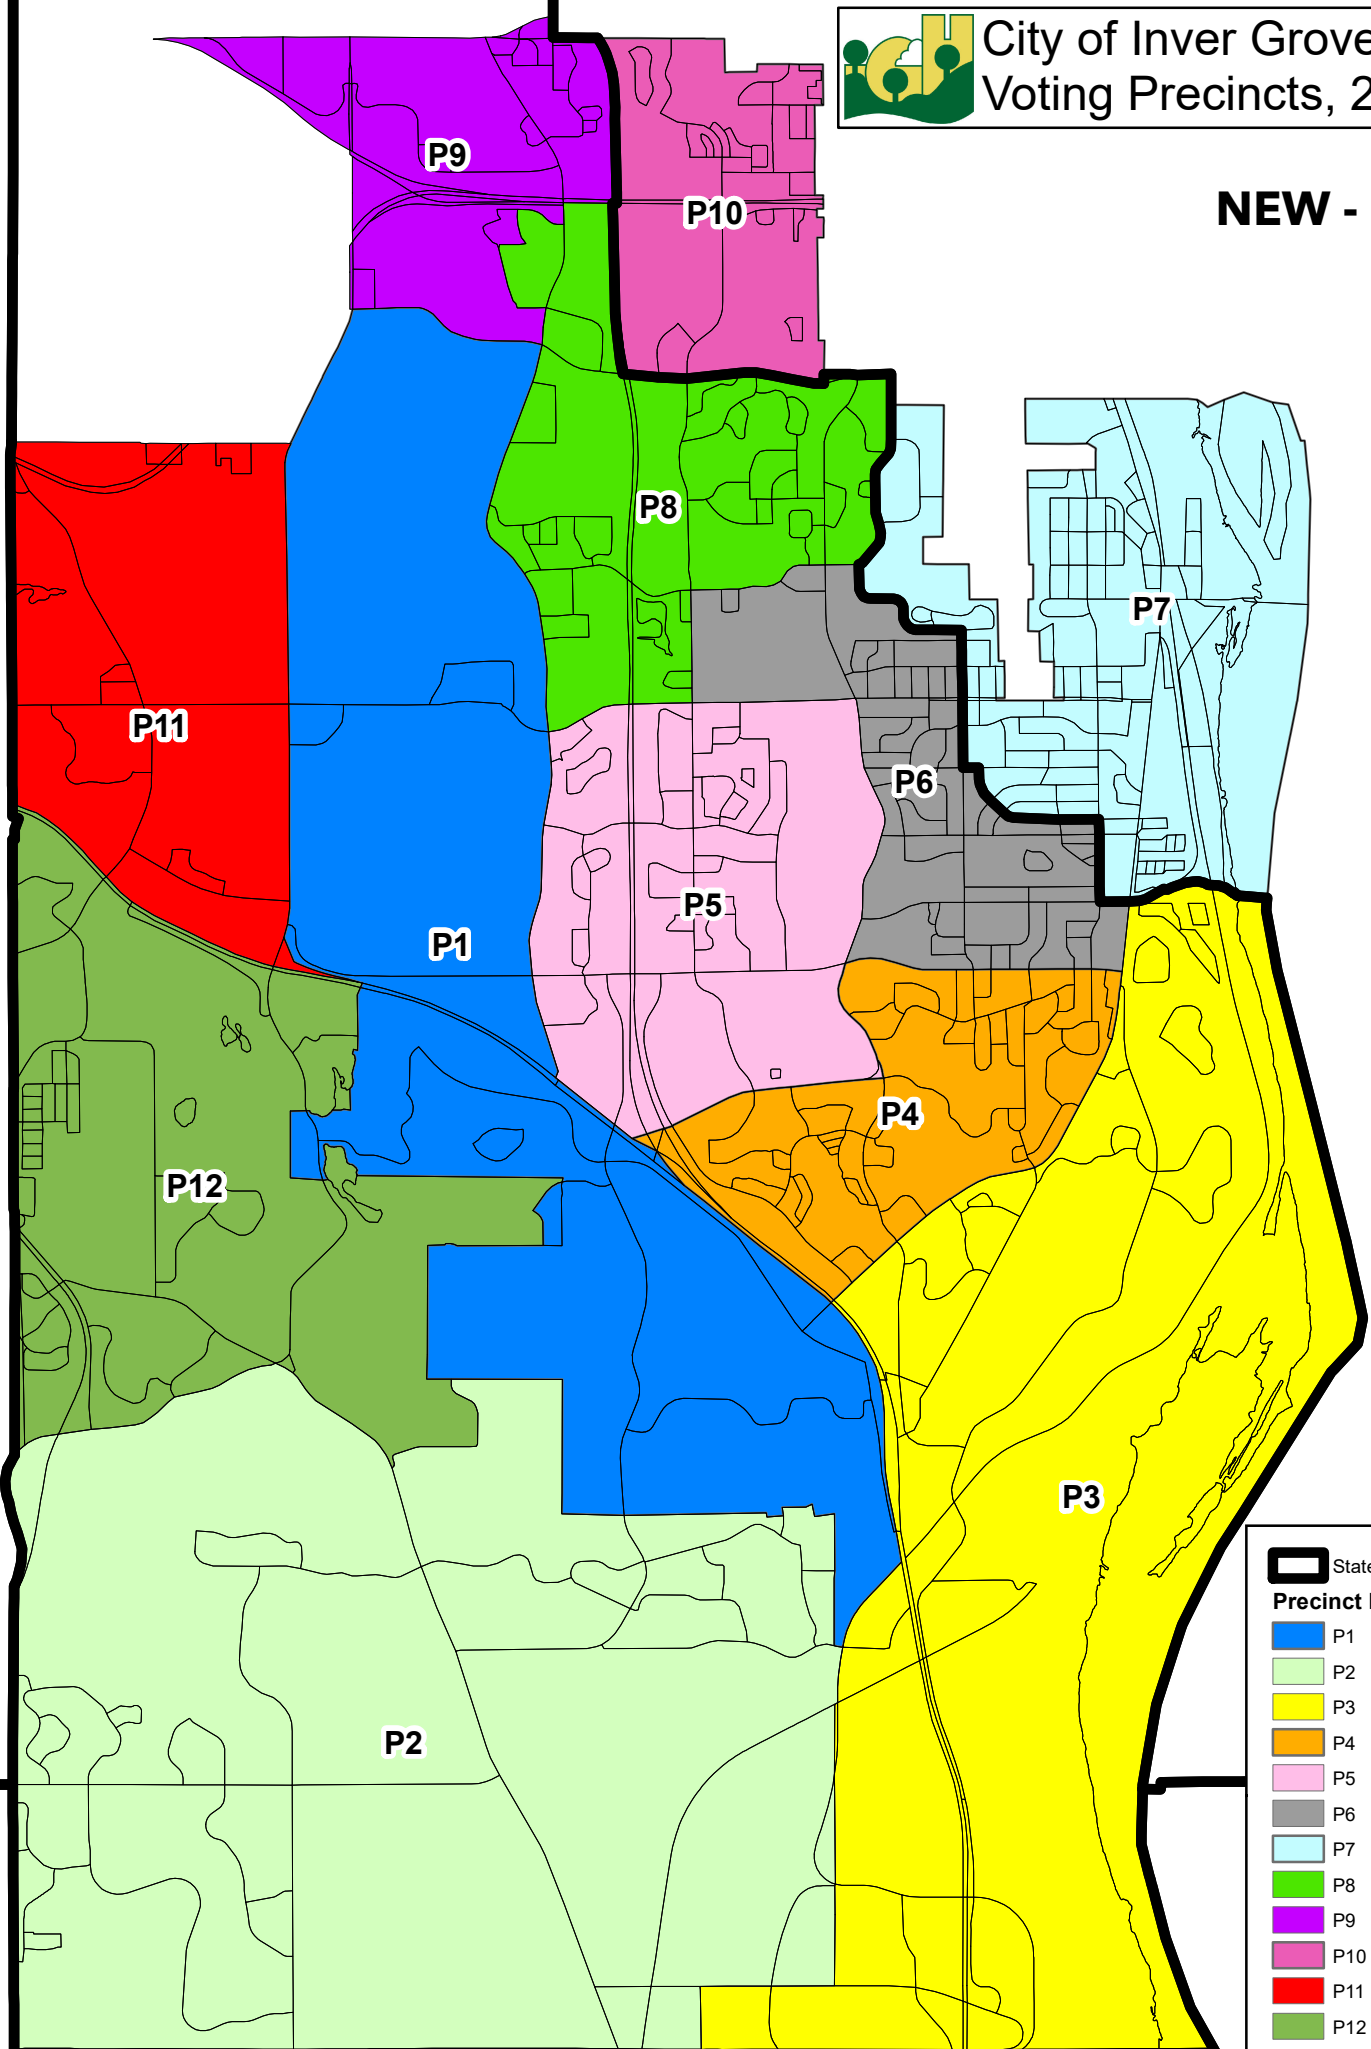 City of Inver Grove
Voting Precincts, 2
NEW -
P9
P10
P8
P7
P11
P6
P5
P1
P4
P12
P3
P2
State
Precinct
P1
P2
P3
P4
P5
P6
P7
P8
P9
P10
P11
P12